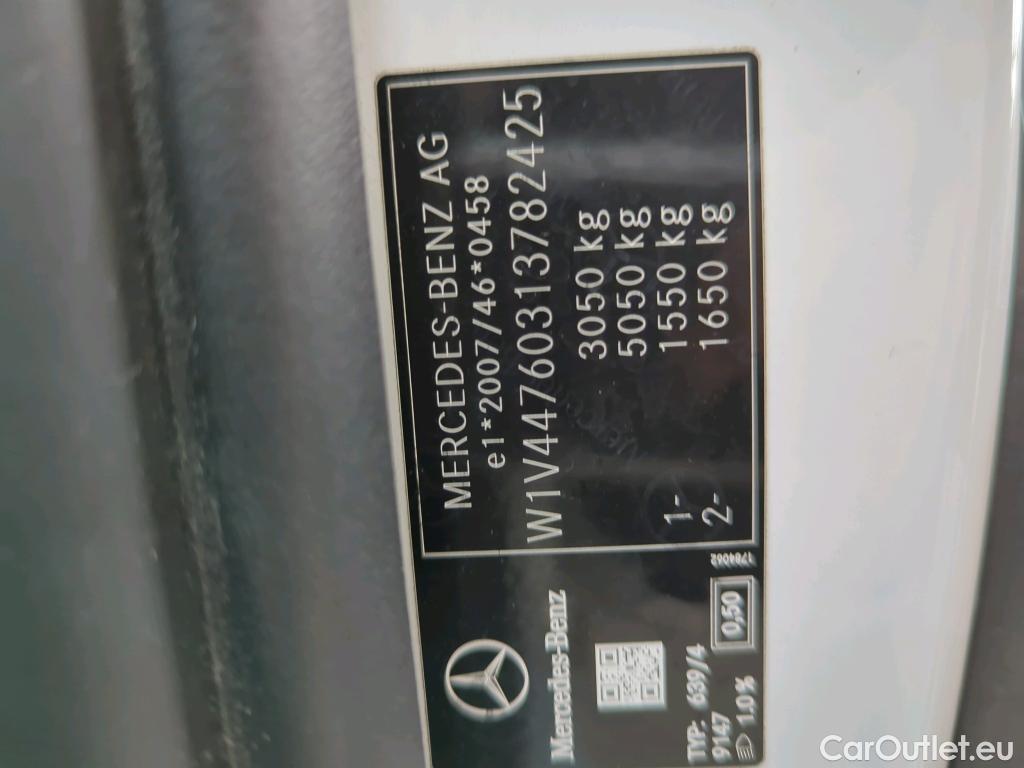 MERCEDES-BENZ AG
e1*2007/46*0458
W1V44760313782425
3050 kg
5050 kg
1- 1550 kg
2- 1650 kg
Mercedes-Benz
TYP: 639/4
9147
1.0% 0,50
1784062
CarOutlet.eu